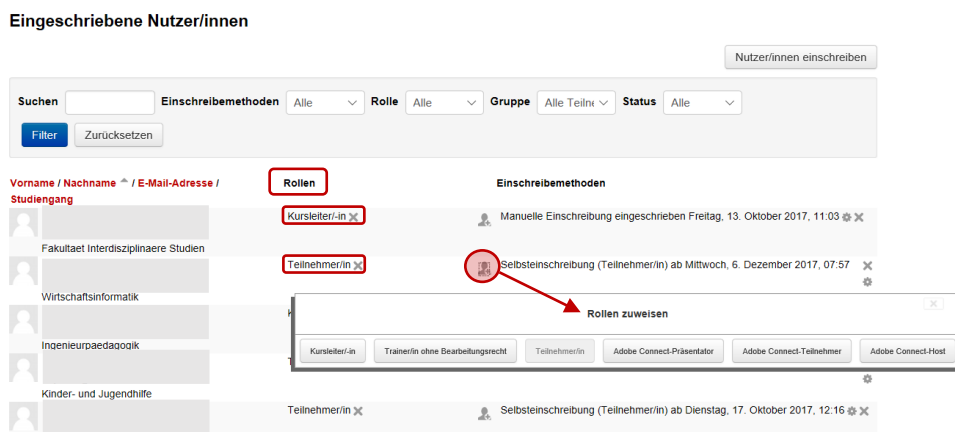 Eingeschriebene Nutzer/innen
Nutzer/innen einschreiben
Suchen Einschreibemethoden Alle Rolle Alle Gruppe Alle Teilne Status Alle
Filter Zurücksetzen
Vorname / Nachname / E-Mail-Adresse / Rollen Einschreibemethoden
Studiengang
Kursleiter/-in Manuelle Einschreibung eingeschrieben Freitag, 13. Oktober 2017, 11:03
Fakultaet Interdisziplinaere Studien
Teilnehmer/in Selbsteinschreibung (Teilnehmer/in) ab Mittwoch, 6. Dezember 2017, 07:57
Wirtschaftsinformatik
Rollen zuweisen
Ingenieurpaedagogik
Kursleiter/-in Trainer/in ohne Bearbeitungsrecht Teilnehmer/in Adobe Connect-Präsentator Adobe Connect-Teilnehmer Adobe Connect-Host
Kinder- und Jugendhilfe
Teilnehmer/in Selbsteinschreibung (Teilnehmer/in) ab Dienstag, 17. Oktober 2017, 12:16